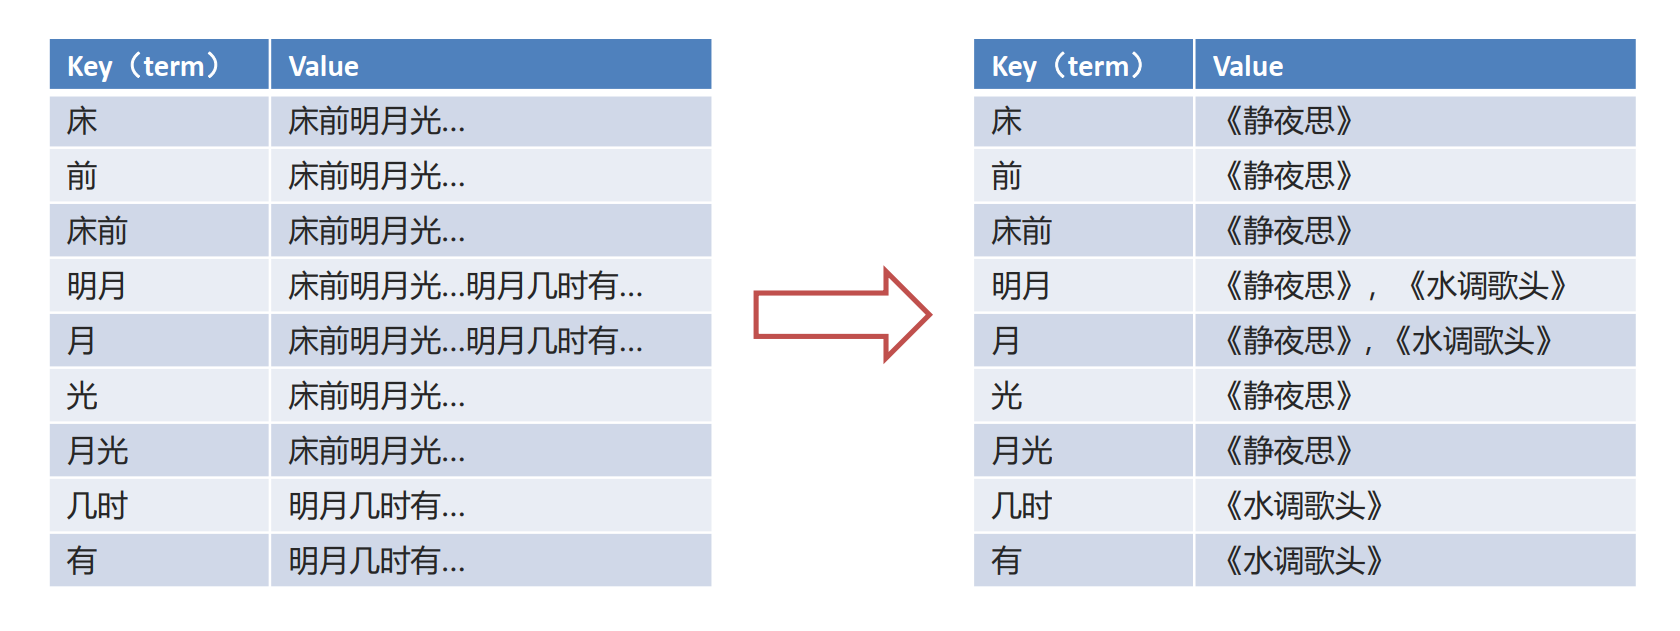 Key（term） Value
床 床前明月光...
前 床前明月光...
床前 床前明月光...
明月 床前明月光...明月几时有...
月 床前明月光...明月几时有...
光 床前明月光...
月光 床前明月光...
几时 明月几时有...
有 明月几时有...
Key（term） Value
床 《静夜思》
前 《静夜思》
床前 《静夜思》
明月 《静夜思》, 《水调歌头》
月 《静夜思》, 《水调歌头》
光 《静夜思》
月光 《静夜思》
几时 《水调歌头》
有 《水调歌头》